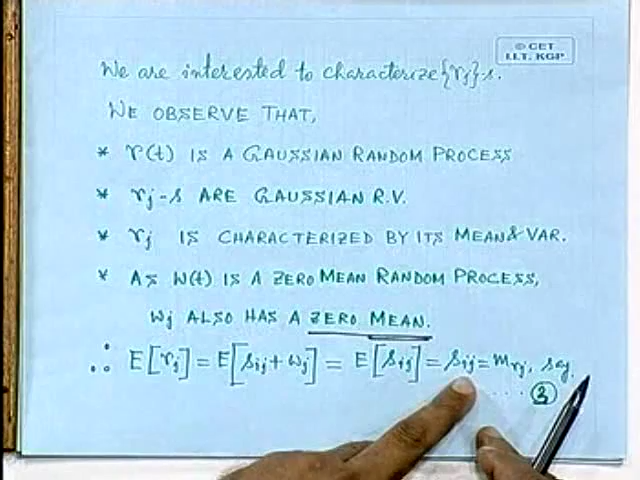 © CET
I.I.T. KGP
We are interested to characterize {rj}-s.
WE OBSERVE THAT,
* r(t) IS A GAUSSIAN RANDOM PROCESS
* rj-s ARE GAUSSIAN R.V.
* rj IS CHARACTERIZED BY ITS MEAN & VAR.
* AS W(t) IS A ZERO MEAN RANDOM PROCESS,
wj ALSO HAS A ZERO MEAN.
∴ E[rj] = E[sij + wj] = E[sij] = sij = mrj, say.
.... 3